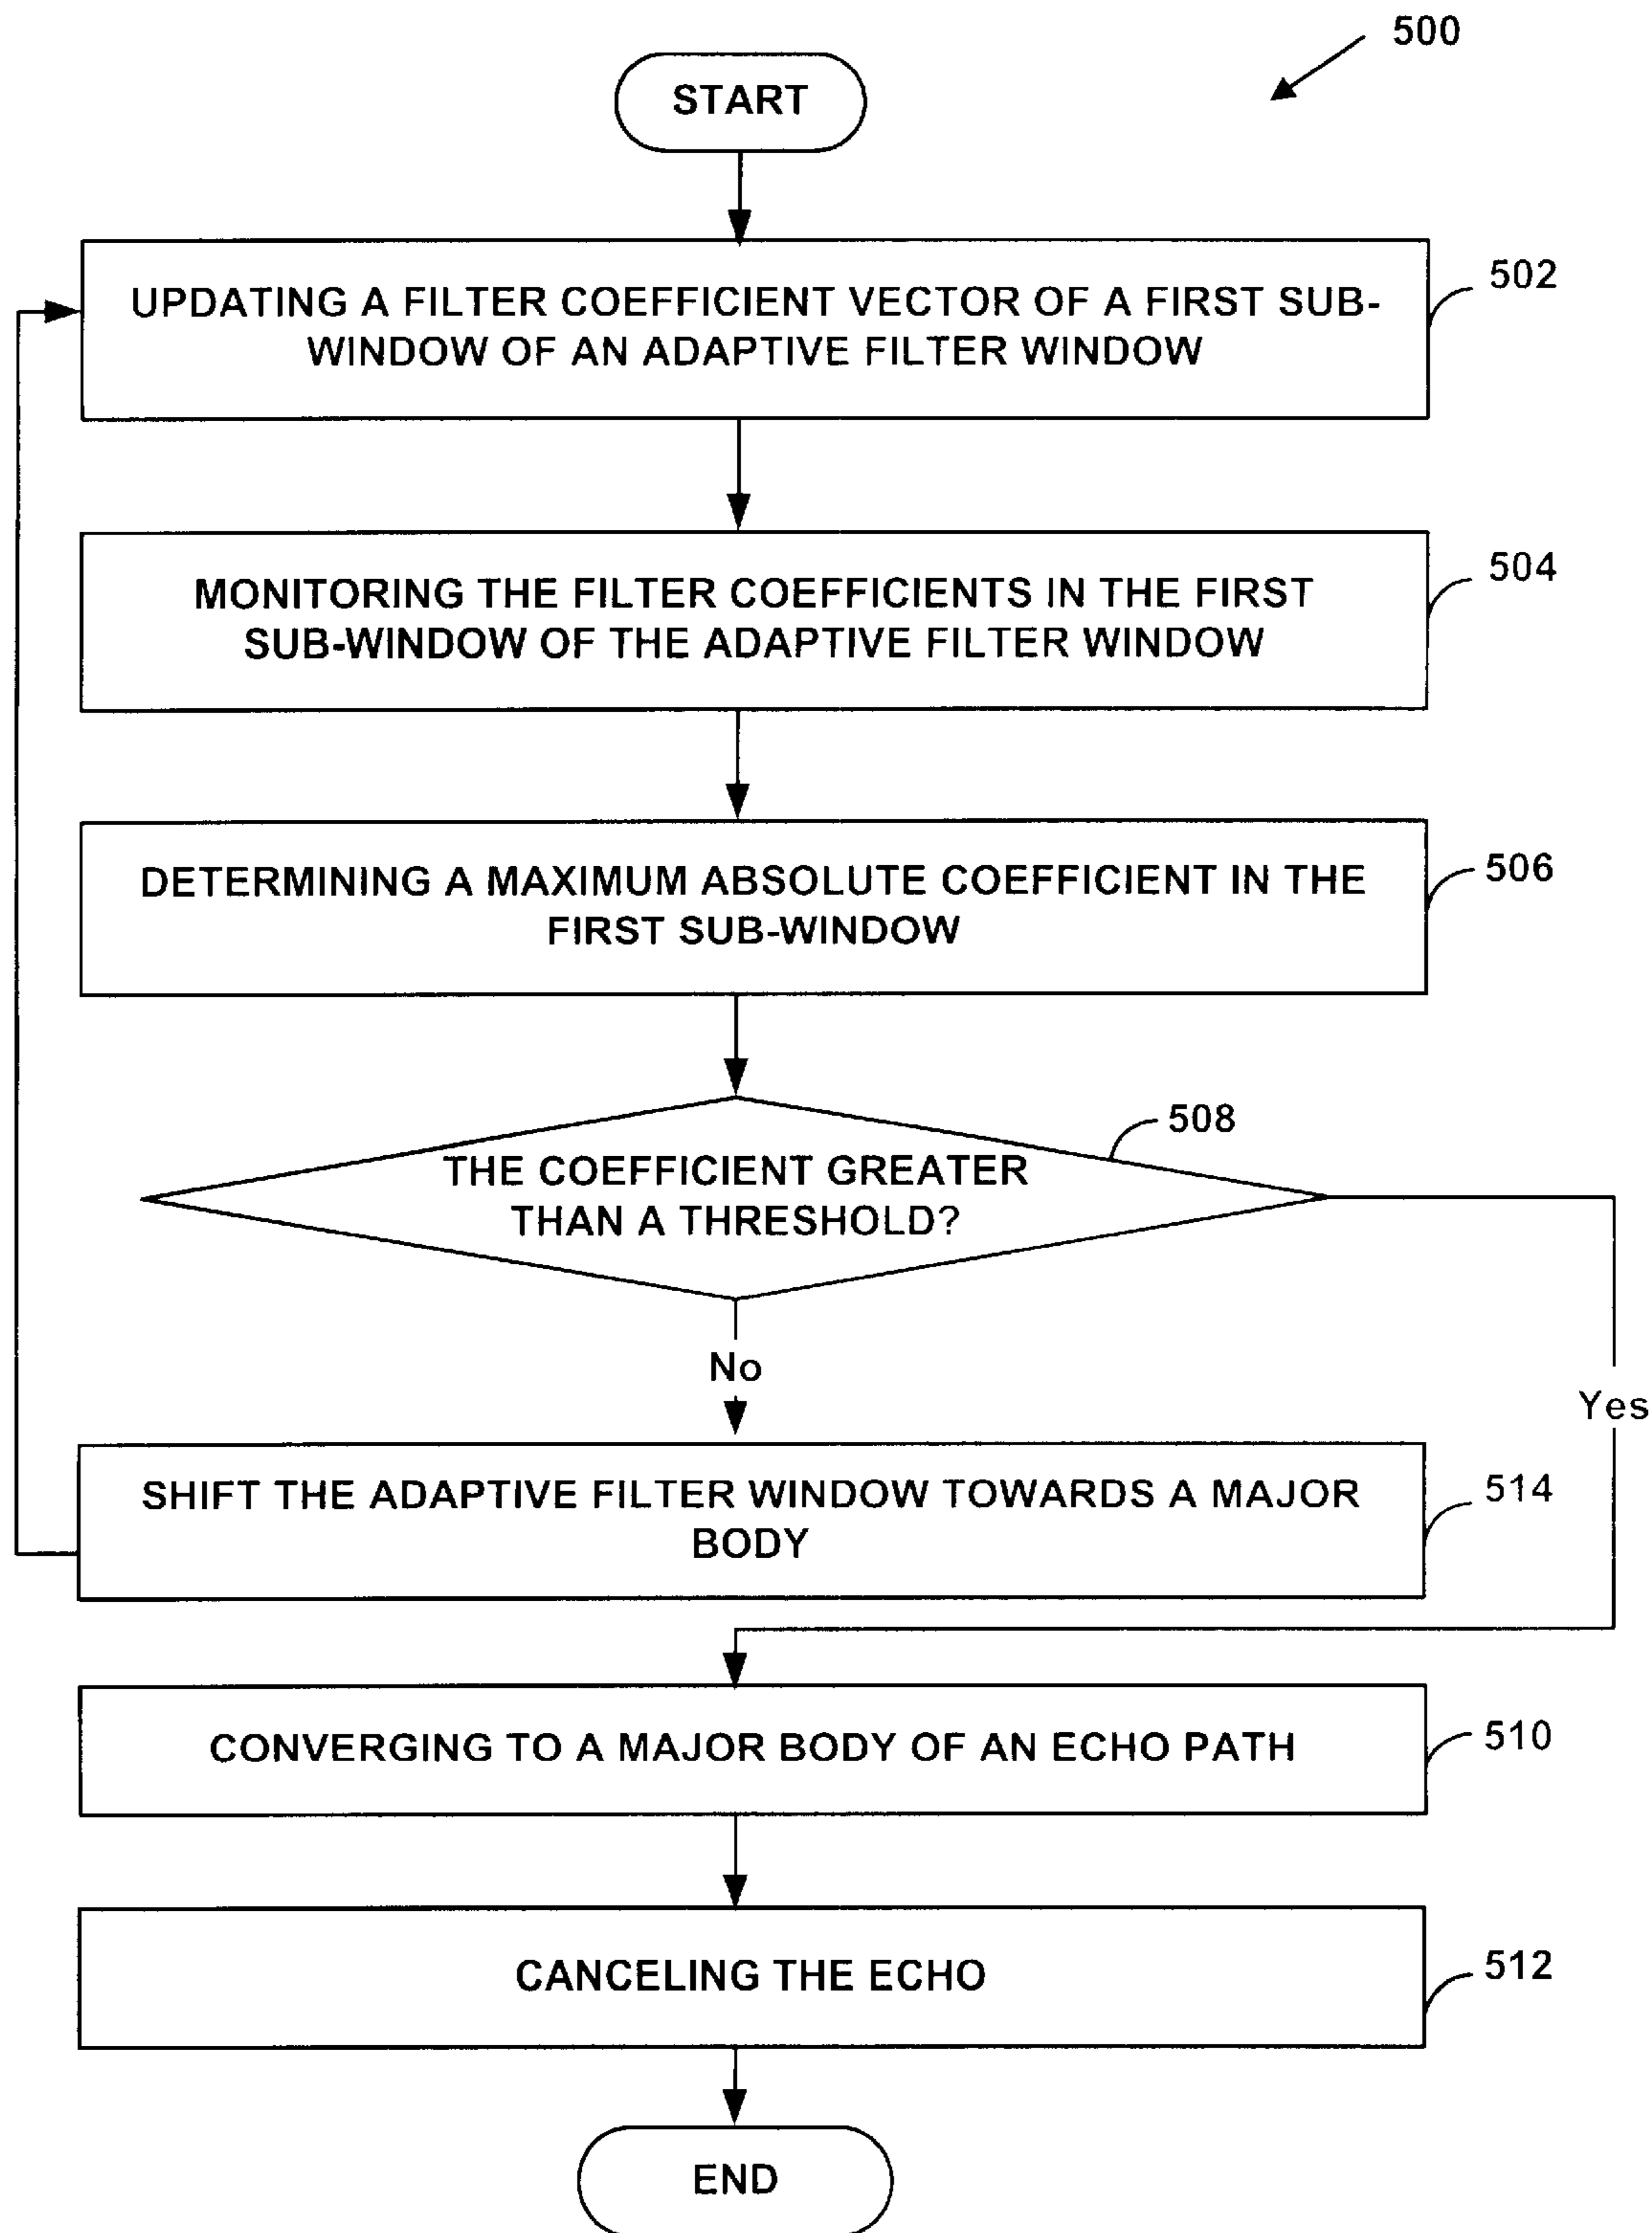 500
START
UPDATING A FILTER COEFFICIENT VECTOR OF A FIRST SUB-
WINDOW OF AN ADAPTIVE FILTER WINDOW
502
MONITORING THE FILTER COEFFICIENTS IN THE FIRST
SUB-WINDOW OF THE ADAPTIVE FILTER WINDOW
504
DETERMINING A MAXIMUM ABSOLUTE COEFFICIENT IN THE
FIRST SUB-WINDOW
506
508
THE COEFFICIENT GREATER
THAN A THRESHOLD?
No
Yes
SHIFT THE ADAPTIVE FILTER WINDOW TOWARDS A MAJOR
BODY
514
CONVERGING TO A MAJOR BODY OF AN ECHO PATH
510
CANCELING THE ECHO
512
END